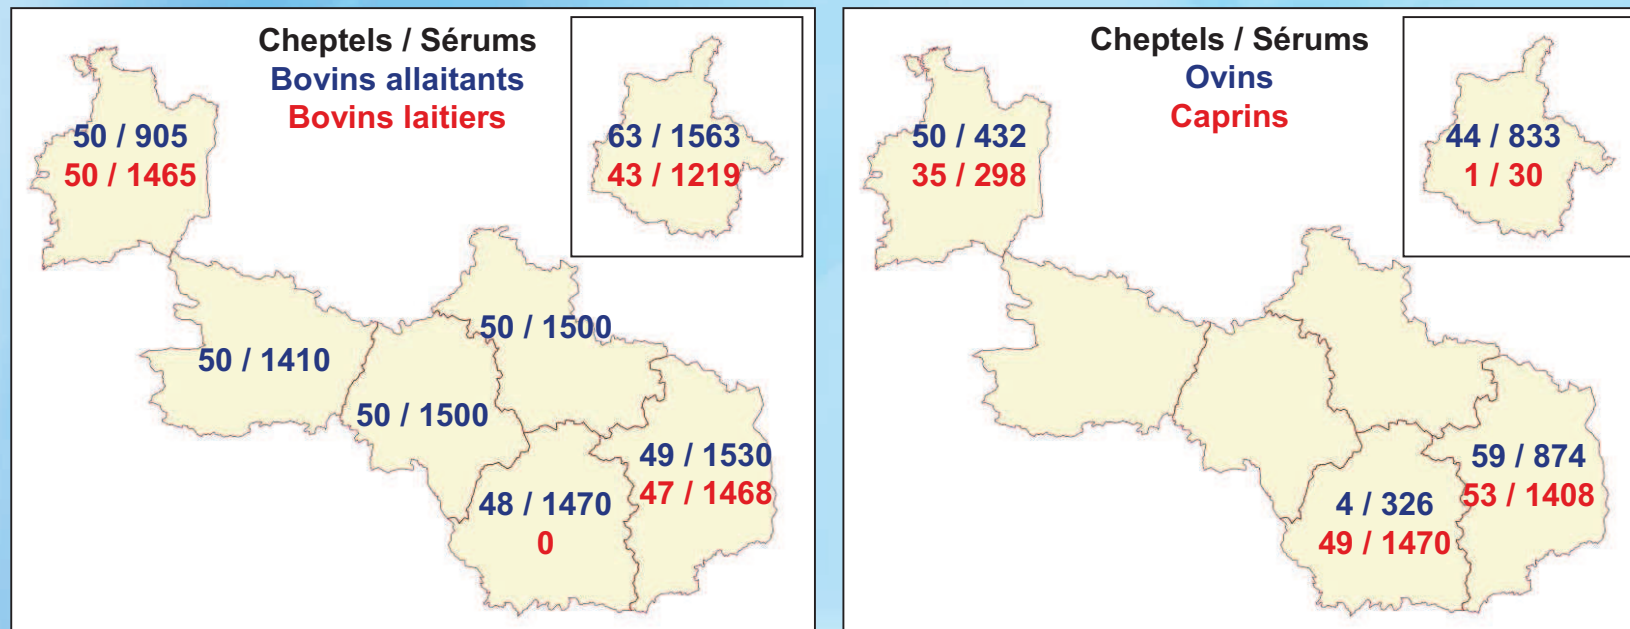 Cheptels / Sérums
Bovins allaitants
Bovins laitiers
50 / 905
50 / 1465
63 / 1563
43 / 1219
50 / 1500
50 / 1410
50 / 1500
49 / 1530
47 / 1468
48 / 1470
0
Cheptels / Sérums
Ovins
Caprins
50 / 432
35 / 298
44 / 833
1 / 30
59 / 874
53 / 1408
4 / 326
49 / 1470